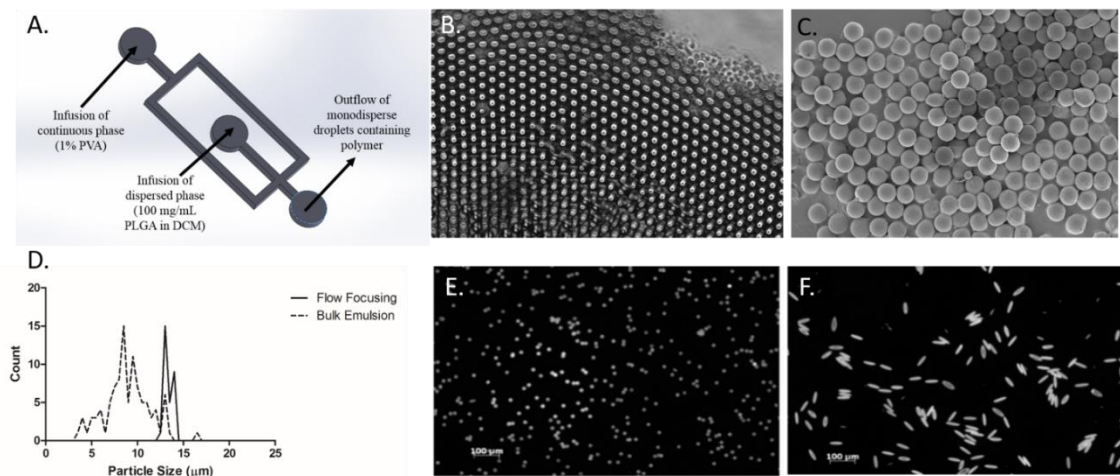 A.
Infusion of
continuous phase
(1% PVA)
Infusion of
dispersed phase
(100 mg/mL
PLGA in DCM)
Outflow of
monodisperse
droplets containing
polymer
B.
C.
D.
20
15
10
5
0
Count
0 5 10 15 20 25
Particle Size (μm)
Flow Focusing
Bulk Emulsion
E.
100 μm
F.
100 μm